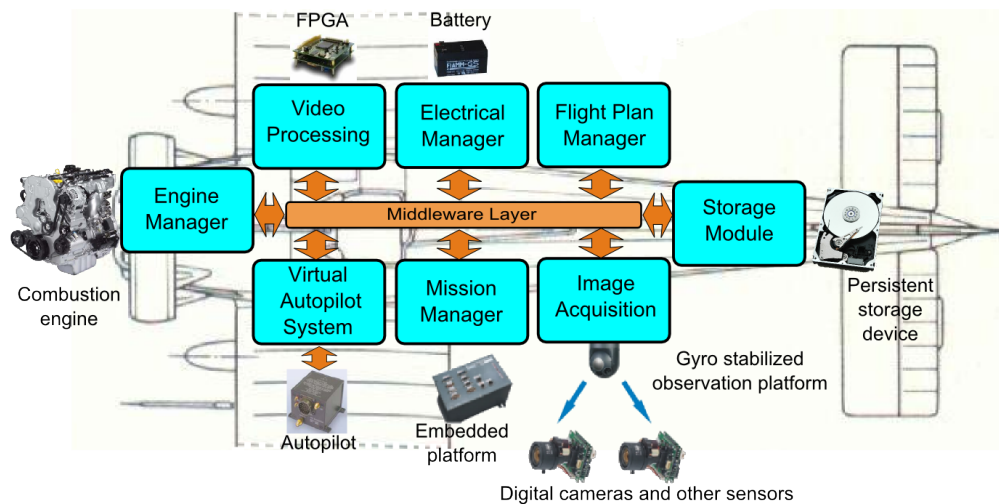 FPGA
Battery
FIAMM-GS
Video
Processing
Electrical
Manager
Flight Plan
Manager
Engine
Manager
Middleware Layer
Storage
Module
Combustion
engine
Virtual
Autopilot
System
Mission
Manager
Image
Acquisition
Persistent
storage
device
Gyro stabilized
observation platform
Autopilot
Embedded
platform
Digital cameras and other sensors